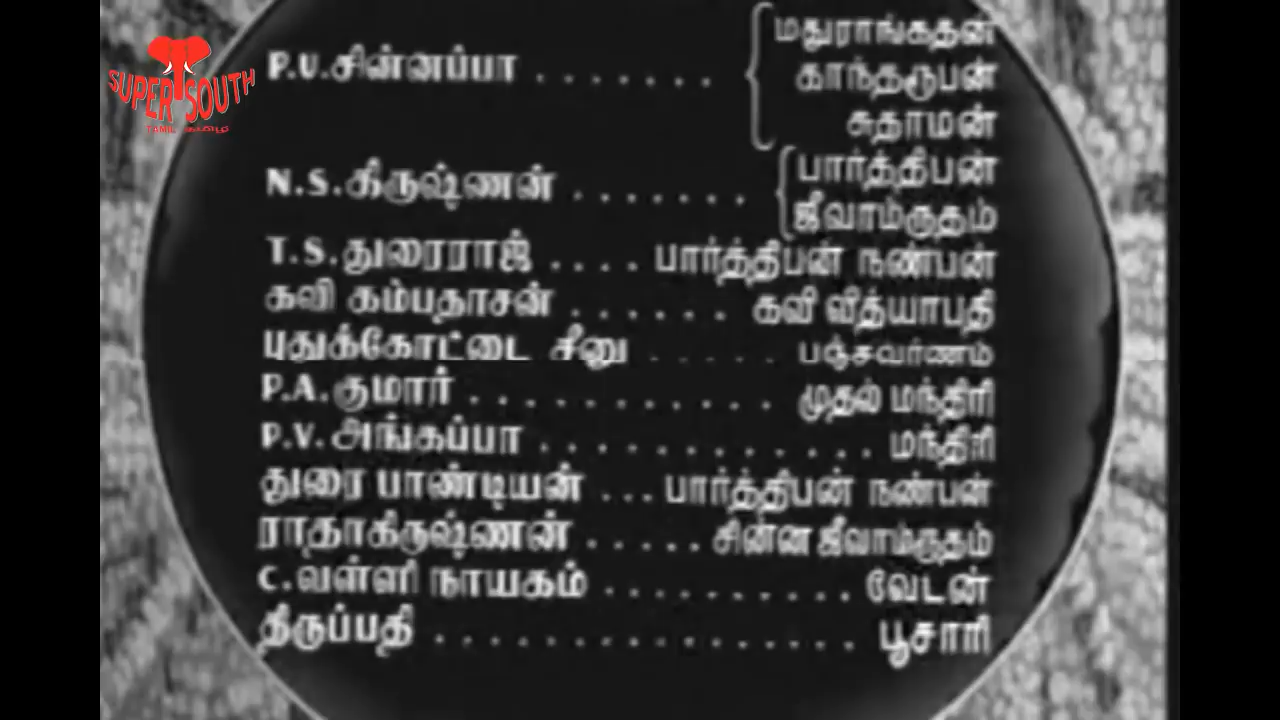 SUPER SOUTH
TAMIL தமிழ்
P.U.சின்னப்பா . . . . . . . { மதுராங்கதன்
காந்தரூபன்
சுதாமன்
N.S.கிருஷ்ணன் . . . . . . . { பார்த்திபன்
ஜீவாம்ருதம்
T.S.துரைராஜ் . . . . பார்த்திபன் நண்பன்
கவி கம்பதாசன் . . . . . . கவி வித்யாபதி
புதுக்கோட்டை சீனு . . . . . பஞ்சவர்ணம்
P.A.குமார் . . . . . . . . . . . முதல் மந்திரி
P.V.அங்கப்பா . . . . . . . . . . . . மந்திரி
துரை பாண்டியன் . . . பார்த்திபன் நண்பன்
ராதாகிருஷ்ணன் . . . . . சின்ன ஜீவாம்ருதம்
C.வள்ளி நாயகம் . . . . . . . . . . வேடன்
திருப்பதி . . . . . . . . . . . . . . . . பூசாரி